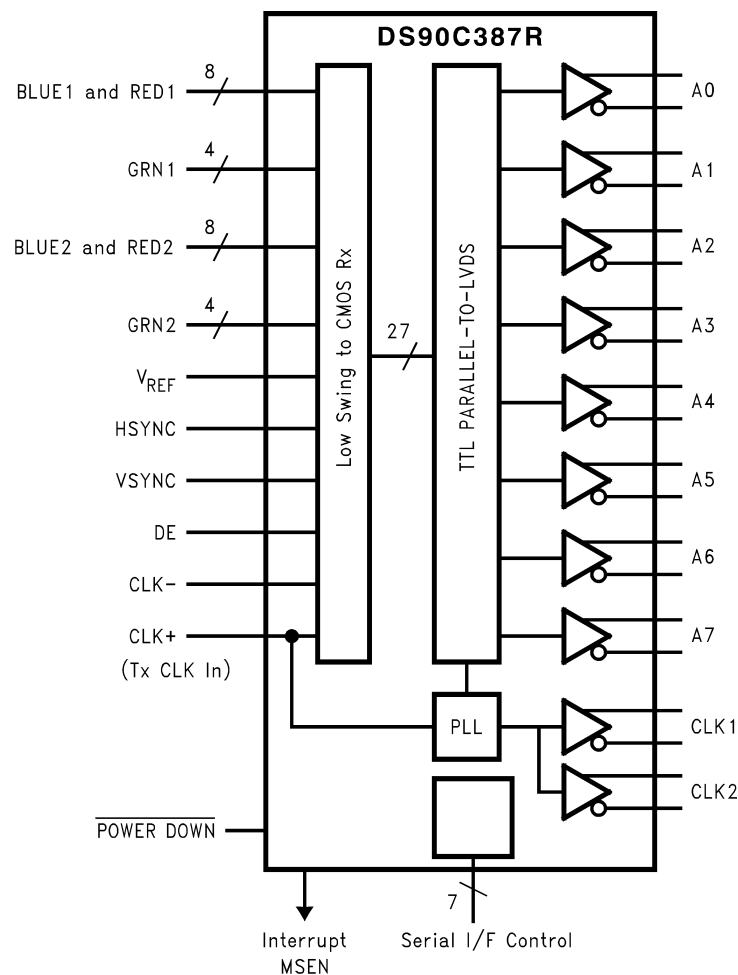 DS90C387R
BLUE1 and RED1
8
A0
GRN1
4
A1
BLUE2 and RED2
8
A2
GRN2
4
A3
VREF
HSYNC
VSYNC
DE
CLK-
CLK+
(Tx CLK In)
Low Swing to CMOS Rx
27
TTL PARALLEL-TO-LVDS
A4
A5
A6
A7
PLL
CLK1
CLK2
POWER DOWN
7
Interrupt
MSEN
Serial I/F Control